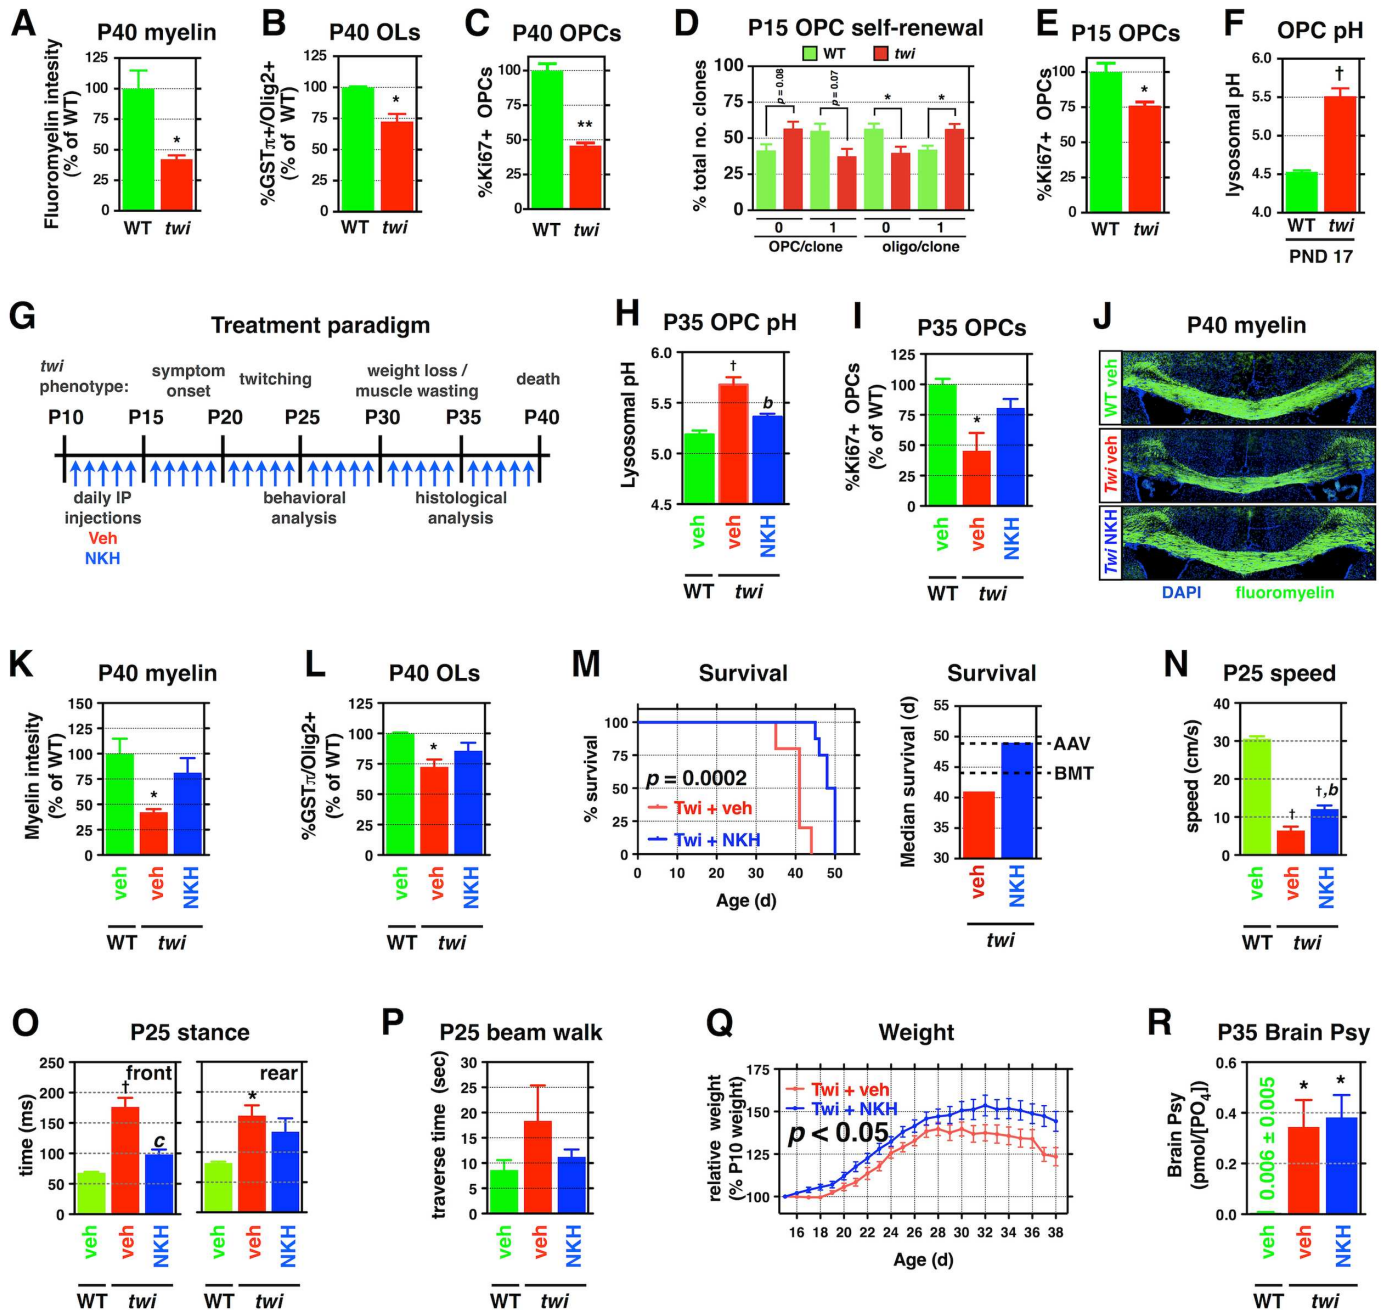 A
P40 myelin
Fluoromyelin intesity
(% of WT)
125
100
75
50
25
0
*
WT twi
B
P40 OLs
%GSTπ+/Olig2+
(% of WT)
125
100
75
50
25
0
*
WT twi
C
P40 OPCs
%Ki67+ OPCs
100
75
50
25
0
**
WT twi
D
P15 OPC self-renewal
WT twi
% total no. clones
100
75
50
25
0
p = 0.08
p = 0.07
*
*
0 1 0 1
OPC/clone oligo/clone
E
P15 OPCs
%Ki67+ OPCs
100
75
50
25
0
*
WT twi
F
OPC pH
lysosomal pH
6.0
5.5
5.0
4.5
4.0
†
WT twi
PND 17
G
Treatment paradigm
twi
phenotype:
symptom
onset
twitching
weight loss /
muscle wasting
death
P10 P15 P20 P25 P30 P35 P40
daily IP
injections
Veh
NKH
behavioral
analysis
histological
analysis
H
P35 OPC pH
Lysosomal pH
6.0
5.5
5.0
4.5
†
b
veh veh NKH
WT twi
I
P35 OPCs
%Ki67+ OPCs
(% of WT)
125
100
75
50
25
0
*
veh veh NKH
WT twi
J
P40 myelin
WT veh
Twi veh
Twi NKH
DAPI fluoromyelin
K
P40 myelin
Myelin intesity
(% of WT)
150
125
100
75
50
25
0
*
veh veh NKH
WT twi
L
P40 OLs
%GSTπ/Olig2+
(% of WT)
125
100
75
50
25
0
*
veh veh NKH
WT twi
M
Survival
% survival
100
75
50
25
0
p = 0.0002
Twi + veh
Twi + NKH
0 10 20 30 40 50
Age (d)
Survival
Median survival (d)
55
50
45
40
35
30
AAV
BMT
veh NKH
twi
N
P25 speed
speed (cm/s)
40
30
20
10
0
†
†,b
veh veh NKH
WT twi
O
P25 stance
time (ms)
250
200
150
100
50
0
front
†
c
veh veh NKH
WT twi
rear
*
veh veh NKH
WT twi
P
P25 beam walk
traverse time (sec)
30
25
20
15
10
5
0
veh veh NKH
WT twi
Q
Weight
relative weight
(% P10 weight)
175
150
125
100
Twi + veh
Twi + NKH
p < 0.05
16 18 20 22 24 26 28 30 32 34 36 38
Age (d)
R
P35 Brain Psy
Brain Psy
(pmol/[PO₄])
0.6
0.4
0.2
0.0
0.006 ± 0.005
*
*
veh veh NKH
WT twi